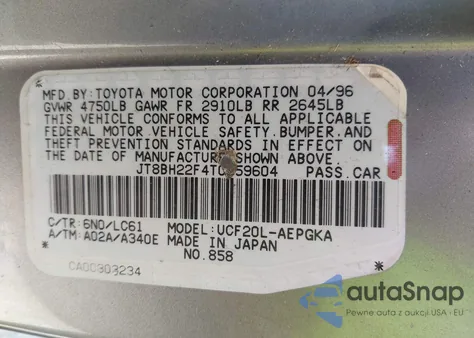 MFD.BY:TOYOTA MOTOR CORPORATION 04/96
GVWR 4750LB GAWR FR 2910LB RR 2645LB
THIS VEHICLE CONFORMS TO ALL APPLICABLE
FEDERAL MOTOR VEHICLE SAFETY, BUMPER, AND
THEFT PREVENTION STANDARDS IN EFFECT ON
THE DATE OF MANUFACTURE SHOWN ABOVE.
PASS.CAR
C/TR:6N0/LC61 MODEL:UCF20L-AEPGKA
A/TM:A02A/A340E MADE IN JAPAN
NO.858
autoSnap
Pewne auta z aukcji USA i EU